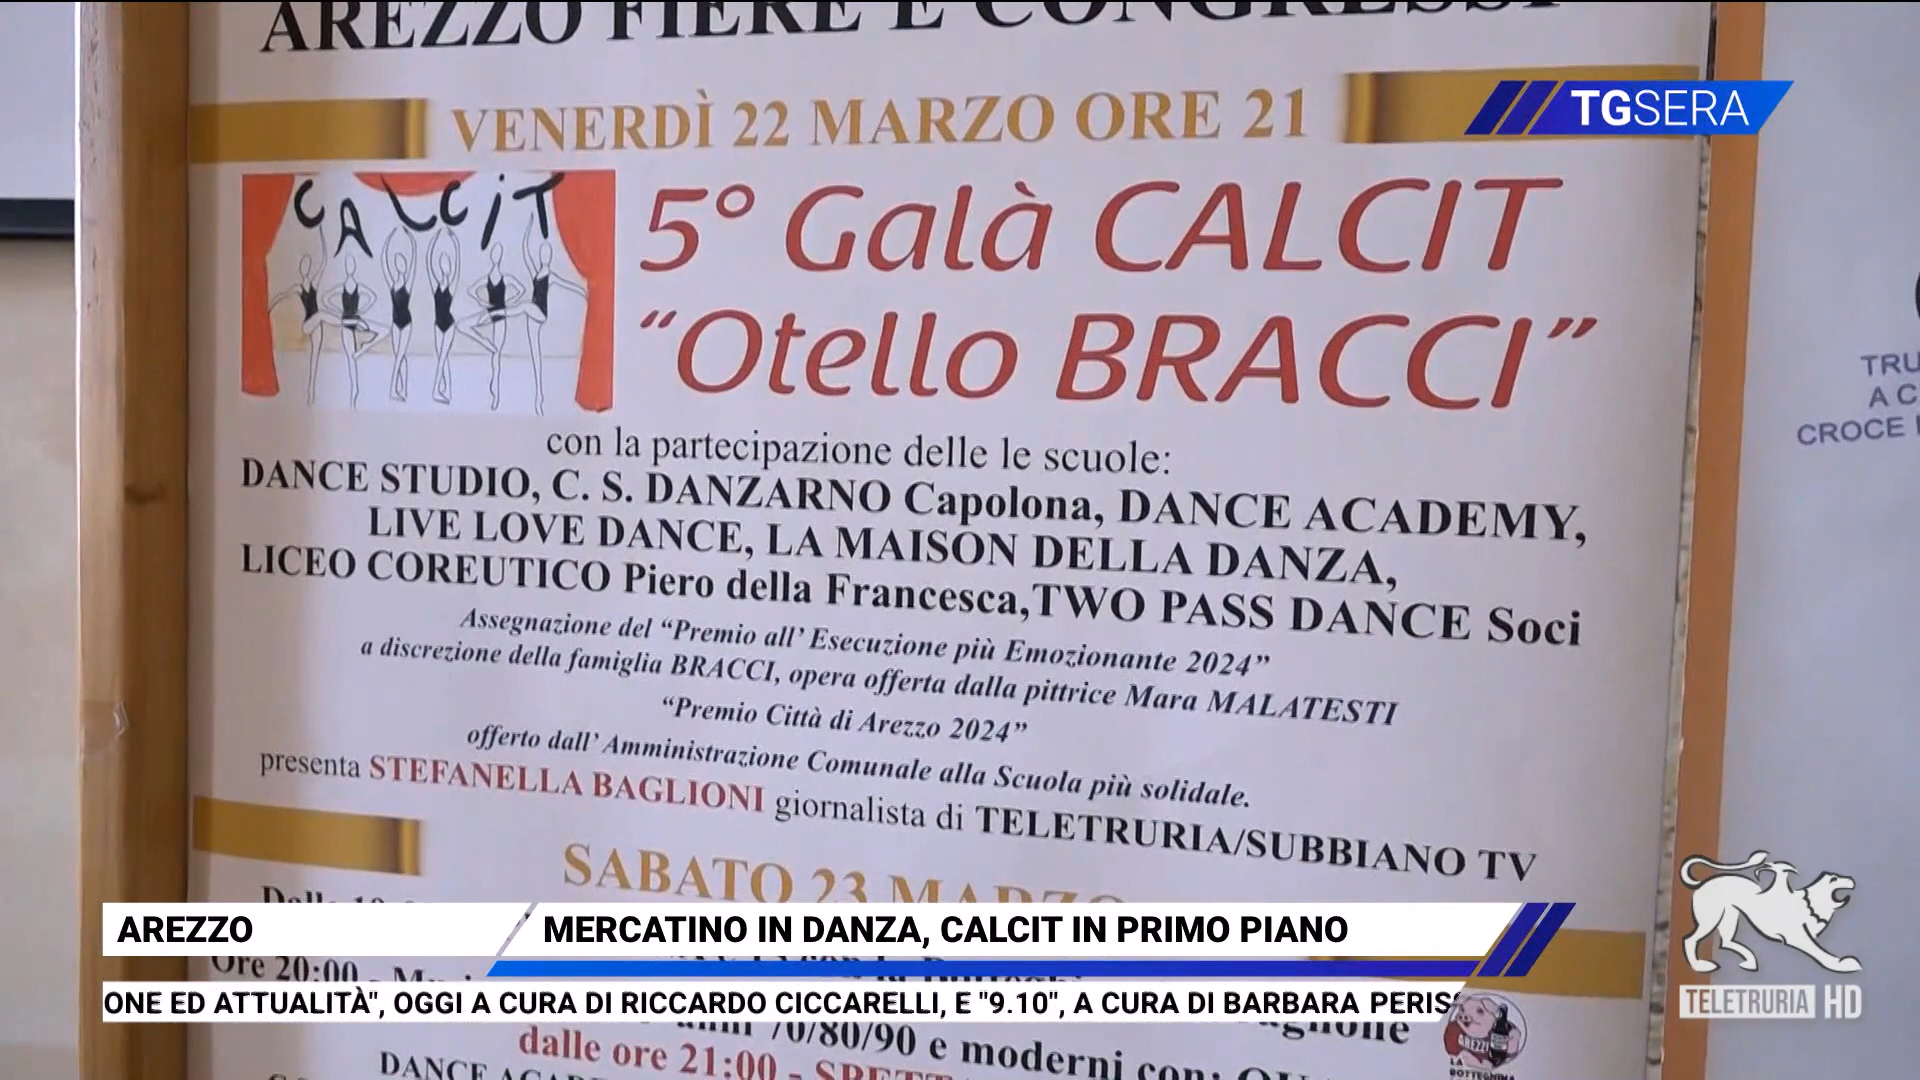 AREZZO FIERE E CONGRESSI
VENERDÌ 22 MARZO ORE 21
TGSERA
CALCIT
5° Galà CALCIT
"Otello BRACCI"
con la partecipazione delle le scuole:
DANCE STUDIO, C. S. DANZARNO Capolona, DANCE ACADEMY,
LIVE LOVE DANCE, LA MAISON DELLA DANZA,
LICEO COREUTICO Piero della Francesca,TWO PASS DANCE Soci
Assegnazione del "Premio all' Esecuzione più Emozionante 2024"
a discrezione della famiglia BRACCI, opera offerta dalla pittrice Mara MALATESTI
"Premio Città di Arezzo 2024"
offerto dall' Amministrazione Comunale alla Scuola più solidale.
presenta STEFANELLA BAGLIONI giornalista di TELETRURIA/SUBBIANO TV
SABATO 23 MARZO
TRU
A C
CROCE
AREZZO
MERCATINO IN DANZA, CALCIT IN PRIMO PIANO
Ore 20:00
ONE ED ATTUALITÀ", OGGI A CURA DI RICCARDO CICCARELLI, E "9.10", A CURA DI BARBARA PERIS
anni 70/80/90 e moderni con:
dalle ore 21:00 -
DANCE
TELETRURIA HD
AREZZO
LA
BOTTEGHINA